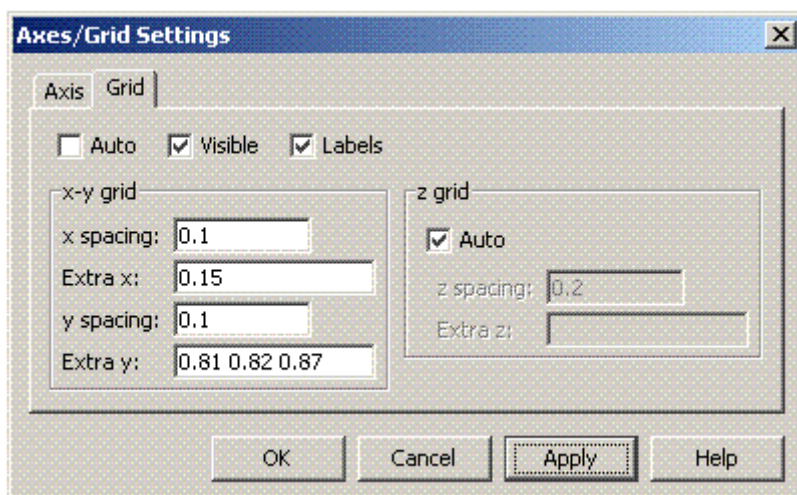 Axes/Grid Settings
Axis Grid
Auto Visible Labels
x-y grid
x spacing: 0.1
Extra x: 0.15
y spacing: 0.1
Extra y: 0.81 0.82 0.87
z grid
Auto
z spacing: 0.2
Extra z:
OK Cancel Apply Help